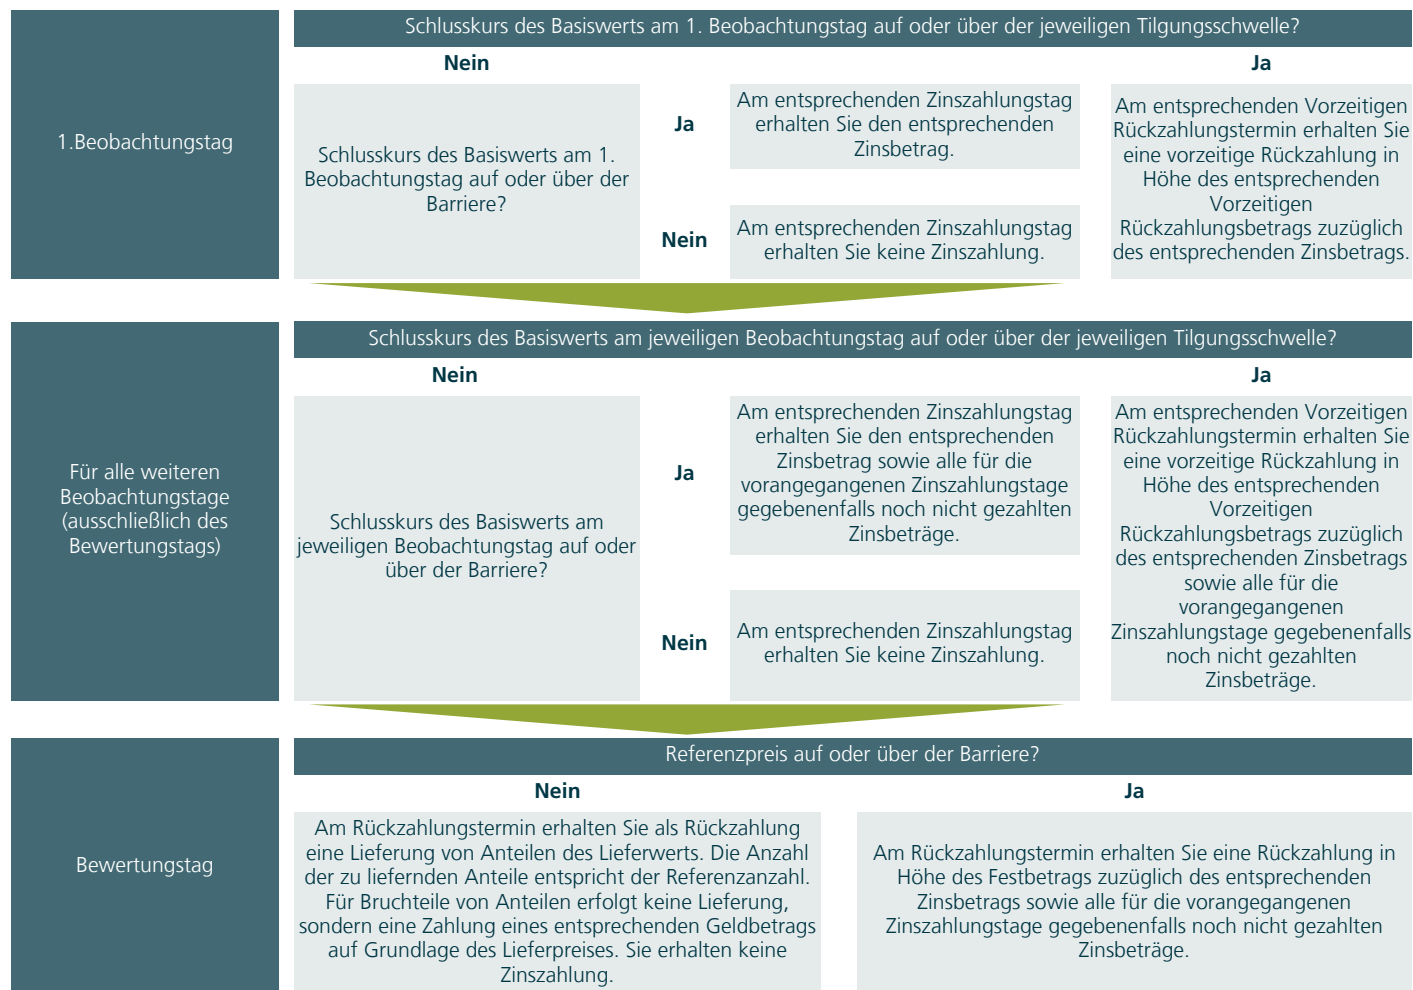 Schlusskurs des Basiswerts am 1. Beobachtungstag auf oder über der jeweiligen Tilgungsschwelle?
Nein
Ja
1.Beobachtungstag
Schlusskurs des Basiswerts am 1.
Beobachtungstag auf oder über der
Barriere?
Ja
Am entsprechenden Zinszahlungstag
erhalten Sie den entsprechenden
Zinsbetrag.
Nein
Am entsprechenden Zinszahlungstag
erhalten Sie keine Zinszahlung.
Am entsprechenden Vorzeitigen
Rückzahlungstermin erhalten Sie
eine vorzeitige Rückzahlung in
Höhe des entsprechenden
Vorzeitigen
Rückzahlungsbetrags zuzüglich
des entsprechenden Zinsbetrags.
Schlusskurs des Basiswerts am jeweiligen Beobachtungstag auf oder über der jeweiligen Tilgungsschwelle?
Nein
Ja
Für alle weiteren
Beobachtungstage
(ausschließlich des
Bewertungstags)
Schlusskurs des Basiswerts am
jeweiligen Beobachtungstag auf oder
über der Barriere?
Ja
Am entsprechenden Zinszahlungstag
erhalten Sie den entsprechenden
Zinsbetrag sowie alle für die
vorangegangenen Zinszahlungstage
gegebenenfalls noch nicht gezahlten
Zinsbeträge.
Nein
Am entsprechenden Zinszahlungstag
erhalten Sie keine Zinszahlung.
Am entsprechenden Vorzeitigen
Rückzahlungstermin erhalten Sie
eine vorzeitige Rückzahlung in
Höhe des entsprechenden
Vorzeitigen
Rückzahlungsbetrags zuzüglich
des entsprechenden Zinsbetrags
sowie alle für die
vorangegangenen
Zinszahlungstage gegebenenfalls
noch nicht gezahlten
Zinsbeträge.
Referenzpreis auf oder über der Barriere?
Nein
Ja
Bewertungstag
Am Rückzahlungstermin erhalten Sie als Rückzahlung
eine Lieferung von Anteilen des Lieferwerts. Die Anzahl
der zu liefernden Anteile entspricht der Referenzanzahl.
Für Bruchteile von Anteilen erfolgt keine Lieferung,
sondern eine Zahlung eines entsprechenden Geldbetrags
auf Grundlage des Lieferpreises. Sie erhalten keine
Zinszahlung.
Am Rückzahlungstermin erhalten Sie eine Rückzahlung in
Höhe des Festbetrags zuzüglich des entsprechenden
Zinsbetrags sowie alle für die vorangegangenen
Zinszahlungstage gegebenenfalls noch nicht gezahlten
Zinsbeträge.